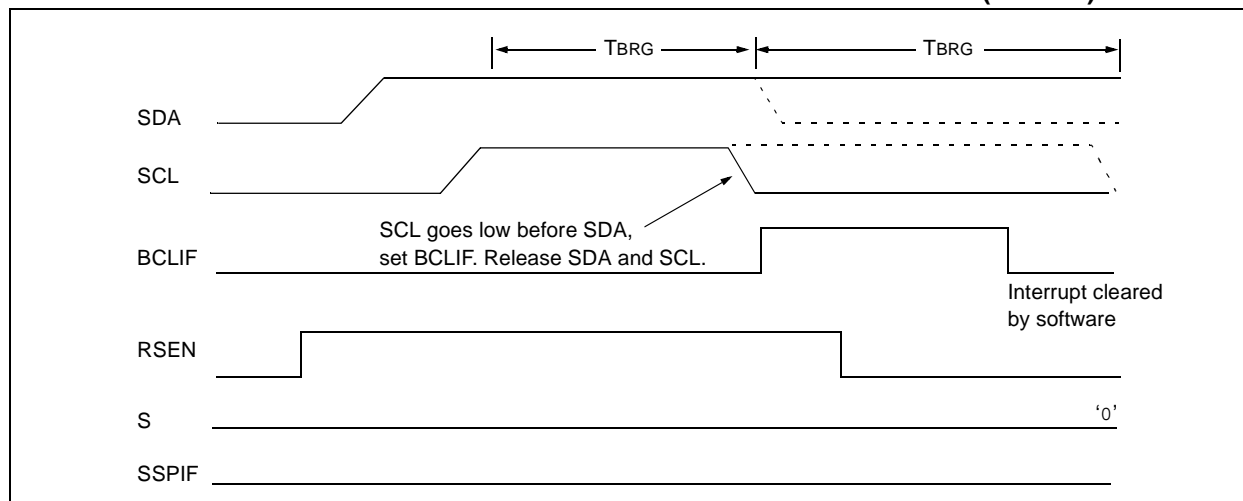 TBRG TBRG
SDA
SCL
SCL goes low before SDA,
set BCLIF. Release SDA and SCL.
BCLIF
Interrupt cleared
by software
RSEN
S
‘0’
SSPIF